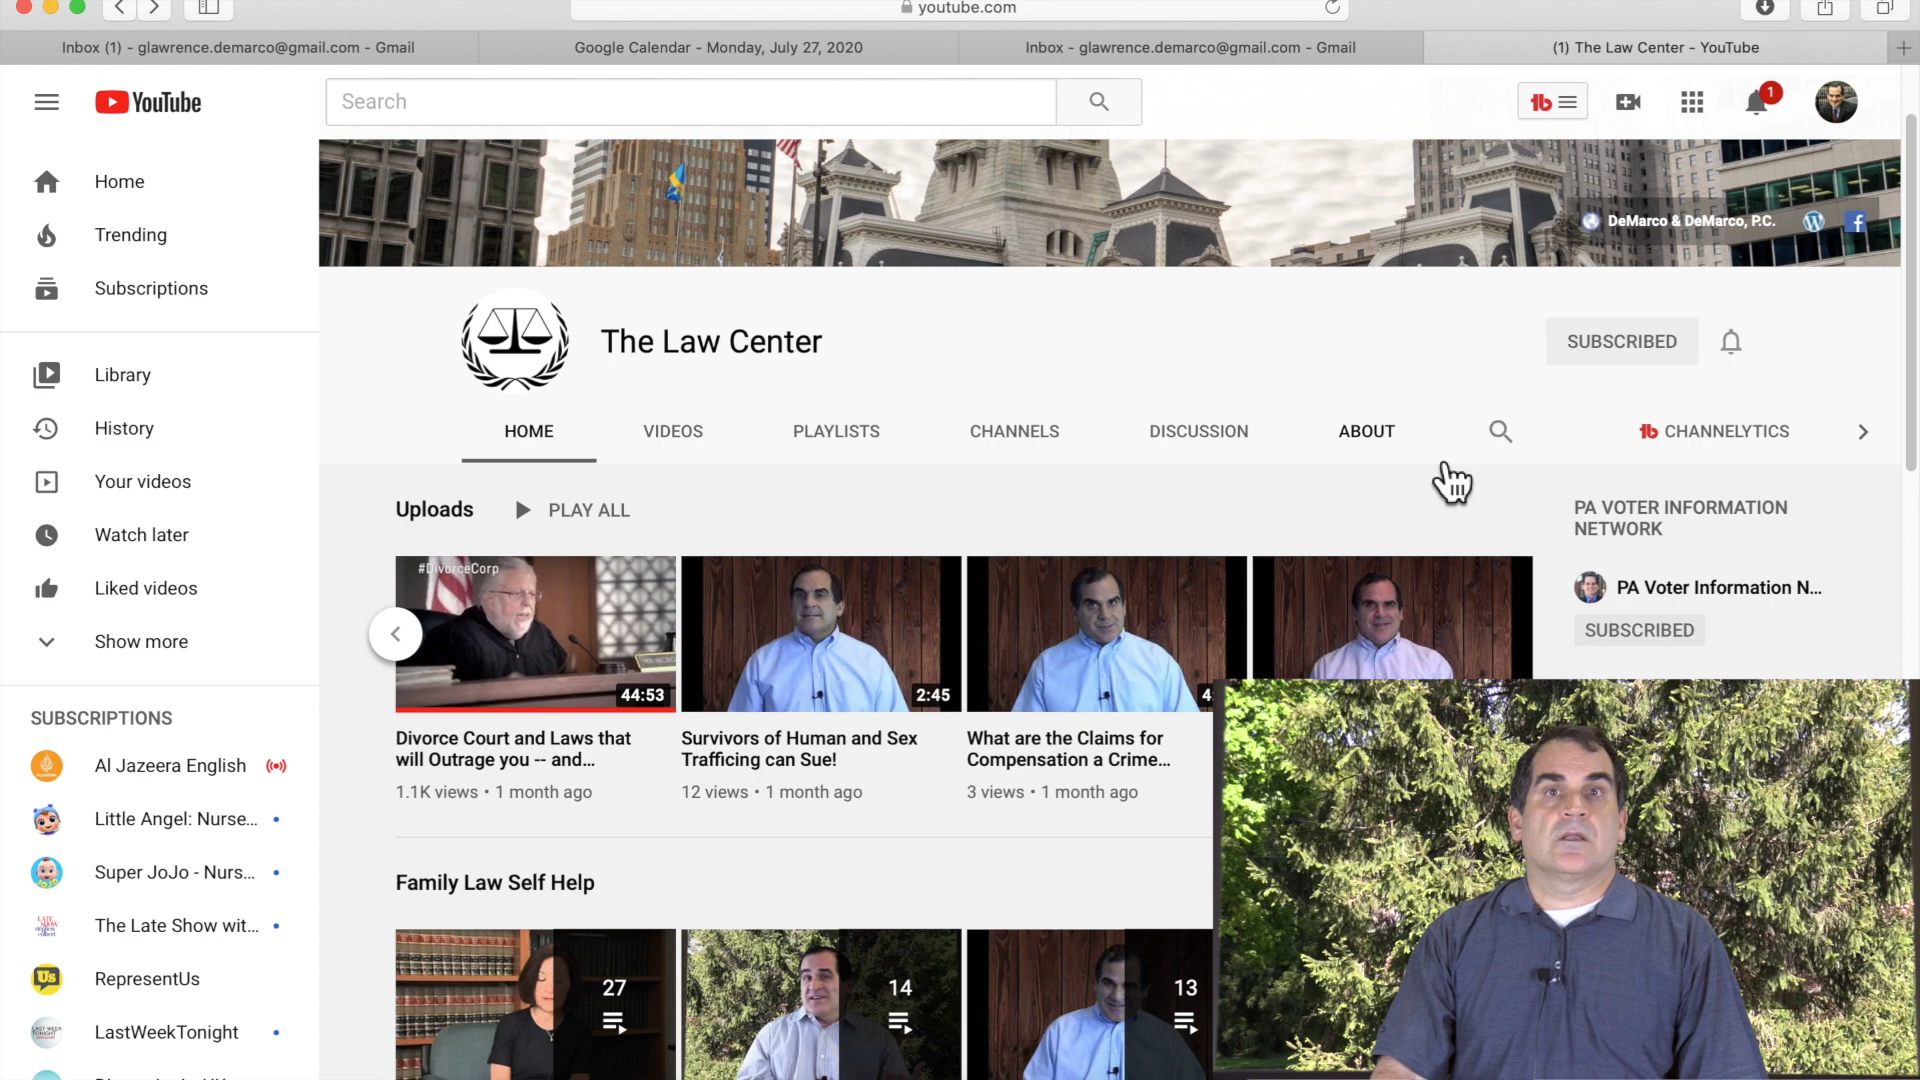 youtube.com
Inbox (1) - glawrence.demarco@gmail.com - Gmail
Google Calendar - Monday, July 27, 2020
Inbox - glawrence.demarco@gmail.com - Gmail
(1) The Law Center - YouTube
YouTube
Search
tb
1
Home
Trending
Subscriptions
Library
History
Your videos
Watch later
Liked videos
Show more
SUBSCRIPTIONS
Al Jazeera English
Little Angel: Nurse...
Super JoJo - Nurs...
The Late Show wit...
RepresentUs
LastWeekTonight
DeMarco & DeMarco, P.C.
The Law Center
SUBSCRIBED
HOME
VIDEOS
PLAYLISTS
CHANNELS
DISCUSSION
ABOUT
tb CHANNELYTICS
Uploads
PLAY ALL
#DivorceCorp
44:53
2:45
4
Divorce Court and Laws that
will Outrage you -- and...
1.1K views • 1 month ago
Survivors of Human and Sex
Trafficing can Sue!
12 views • 1 month ago
What are the Claims for
Compensation a Crime...
3 views • 1 month ago
PA VOTER INFORMATION
NETWORK
PA Voter Information N...
SUBSCRIBED
Family Law Self Help
27
14
13